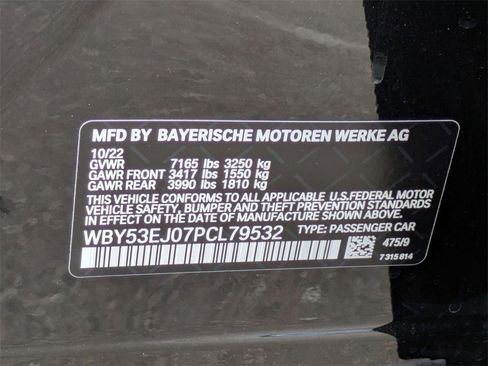 MFD BY BAYERISCHE MOTOREN WERKE AG
10/22
GVWR 7165 lbs 3250 kg
GAWR FRONT 3417 lbs 1550 kg
GAWR REAR 3990 lbs 1810 kg
THIS VEHICLE CONFORMS TO ALL APPLICABLE U.S.FEDERAL MOTOR
VEHICLE SAFETY, BUMPER AND THEFT PREVENTION STANDARDS
IN EFFECT ON THE DATE OF MANUFACTURE SHOWN ABOVE.
WBY53EJ07PCL79532 TYPE: PASSENGER CAR
475/9
7 315 814